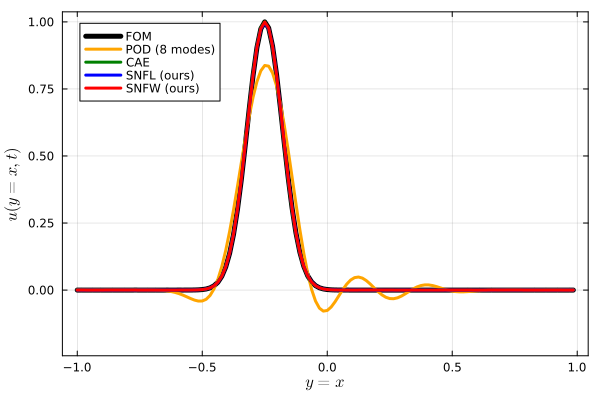 FOM
POD (8 modes)
CAE
SNFL (ours)
SNFW (ours)
1.00
0.75
0.50
0.25
0.00
u(y = x, t)
−1.0 −0.5 0.0 0.5 1.0
y = x